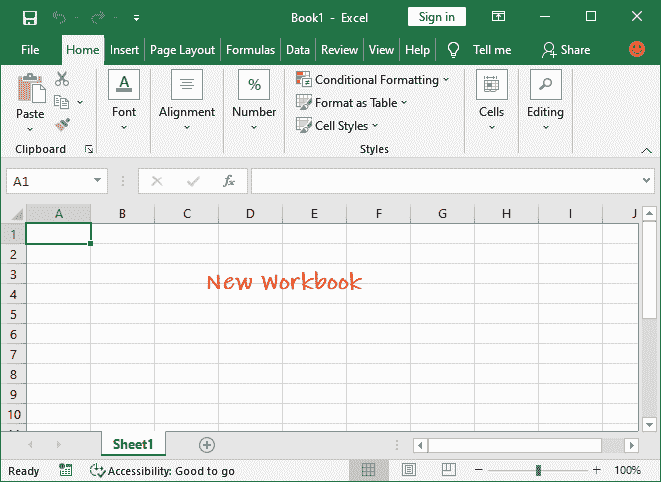 Book1 - Excel
Sign in
File Home Insert Page Layout Formulas Data Review View Help Tell me Share
Paste
Clipboard
Font
Alignment
%
Number
Conditional Formatting
Format as Table
Cell Styles
Styles
Cells
Editing
A1
fx
A B C D E F G H I J
1
2
3
4
5
6
7
8
9
10
New Workbook
Sheet1
Ready Accessibility: Good to go 100%